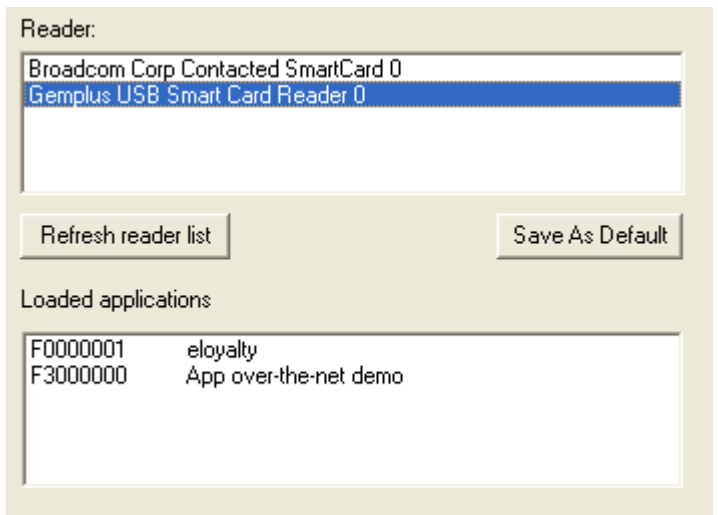 Reader:
Broadcom Corp Contacted SmartCard 0
Gemplus USB Smart Card Reader 0
Refresh reader list Save As Default
Loaded applications
F0000001 eloyalty
F3000000 App over-the-net demo